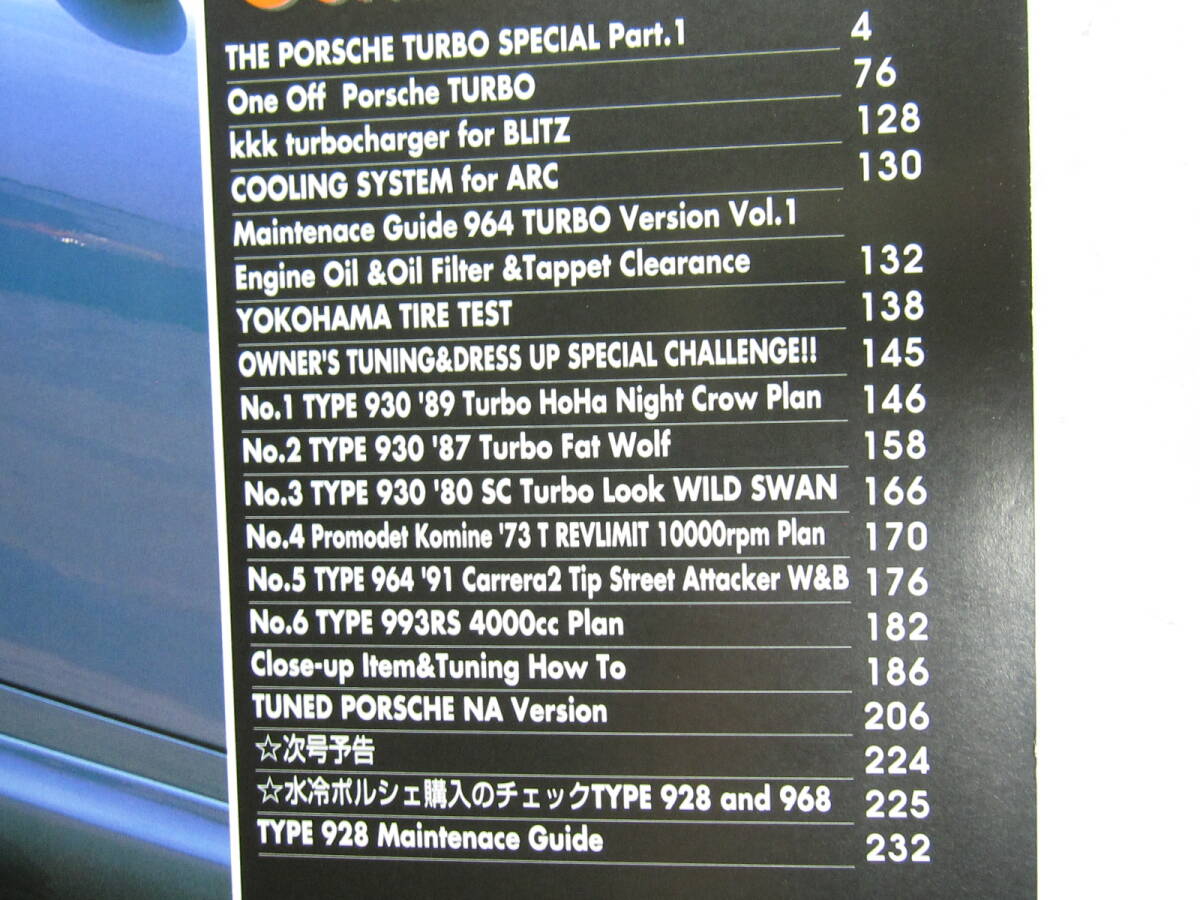 THE PORSCHE TURBO SPECIAL Part.1 4
One Off Porsche TURBO 76
kkk turbocharger for BLITZ 128
COOLING SYSTEM for ARC 130
Maintenace Guide 964 TURBO Version Vol.1
Engine Oil &Oil Filter &Tappet Clearance 132
YOKOHAMA TIRE TEST 138
OWNER'S TUNING&DRESS UP SPECIAL CHALLENGE!! 145
No.1 TYPE 930 '89 Turbo HoHa Night Crow Plan 146
No.2 TYPE 930 '87 Turbo Fat Wolf 158
No.3 TYPE 930 '80 SC Turbo Look WILD SWAN 166
No.4 Promodet Komine '73 T REVLIMIT 10000rpm Plan 170
No.5 TYPE 964 '91 Carrera2 Tip Street Attacker W&B 176
No.6 TYPE 993RS 4000cc Plan 182
Close-up Item&Tuning How To 186
TUNED PORSCHE NA Version 206
☆次号予告 224
☆水冷ポルシェ購入のチェックTYPE 928 and 968 225
TYPE 928 Maintenace Guide 232